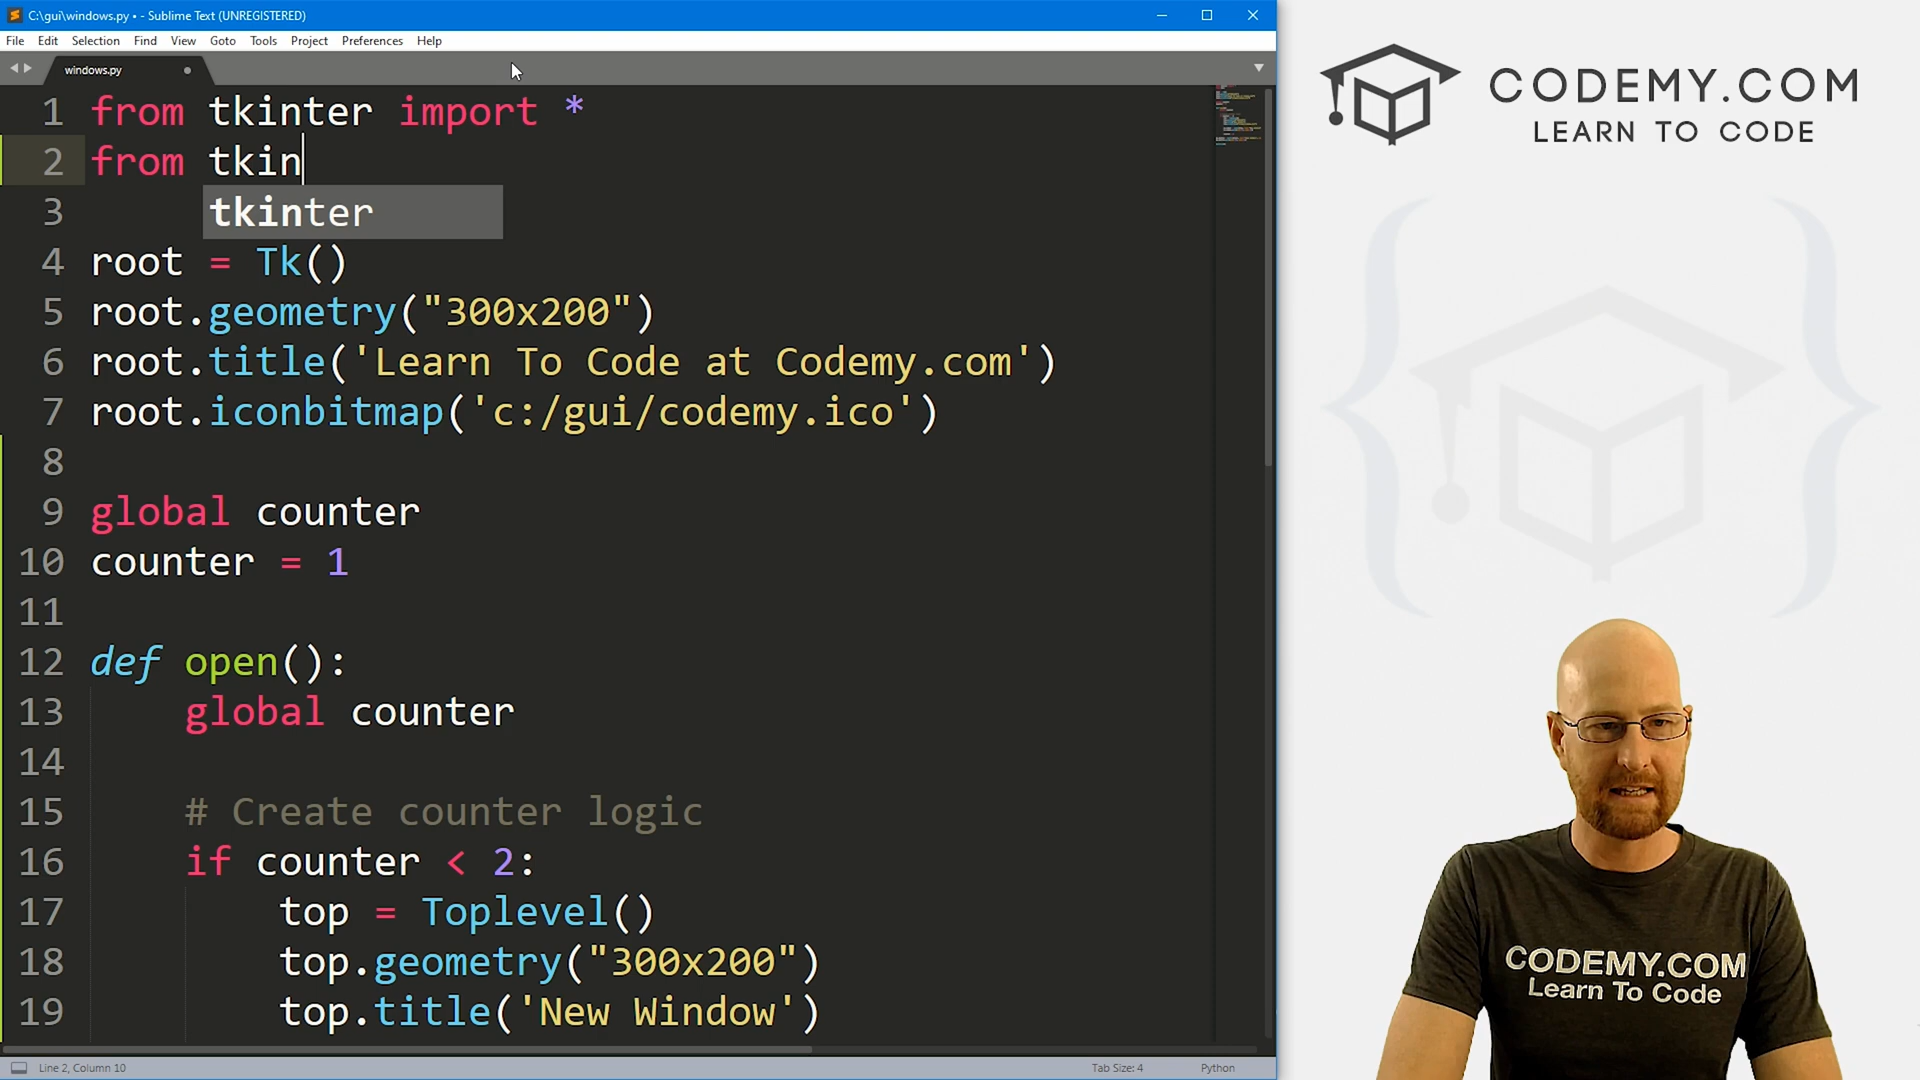 C:\gui\windows.py • - Sublime Text (UNREGISTERED)
File Edit Selection Find View Goto Tools Project Preferences Help
windows.py
1 from tkinter import *
2 from tkin
tkinter
3
4 root = Tk()
5 root.geometry("300x200")
6 root.title('Learn To Code at Codemy.com')
7 root.iconbitmap('c:/gui/codemy.ico')
8
9 global counter
10 counter = 1
11
12 def open():
13 global counter
14
15 # Create counter logic
16 if counter < 2:
17 top = Toplevel()
18 top.geometry("300x200")
19 top.title('New Window')
Line 2, Column 10
Tab Size: 4
Python
CODEMY.COM
LEARN TO CODE
CODEMY.COM
Learn To Code